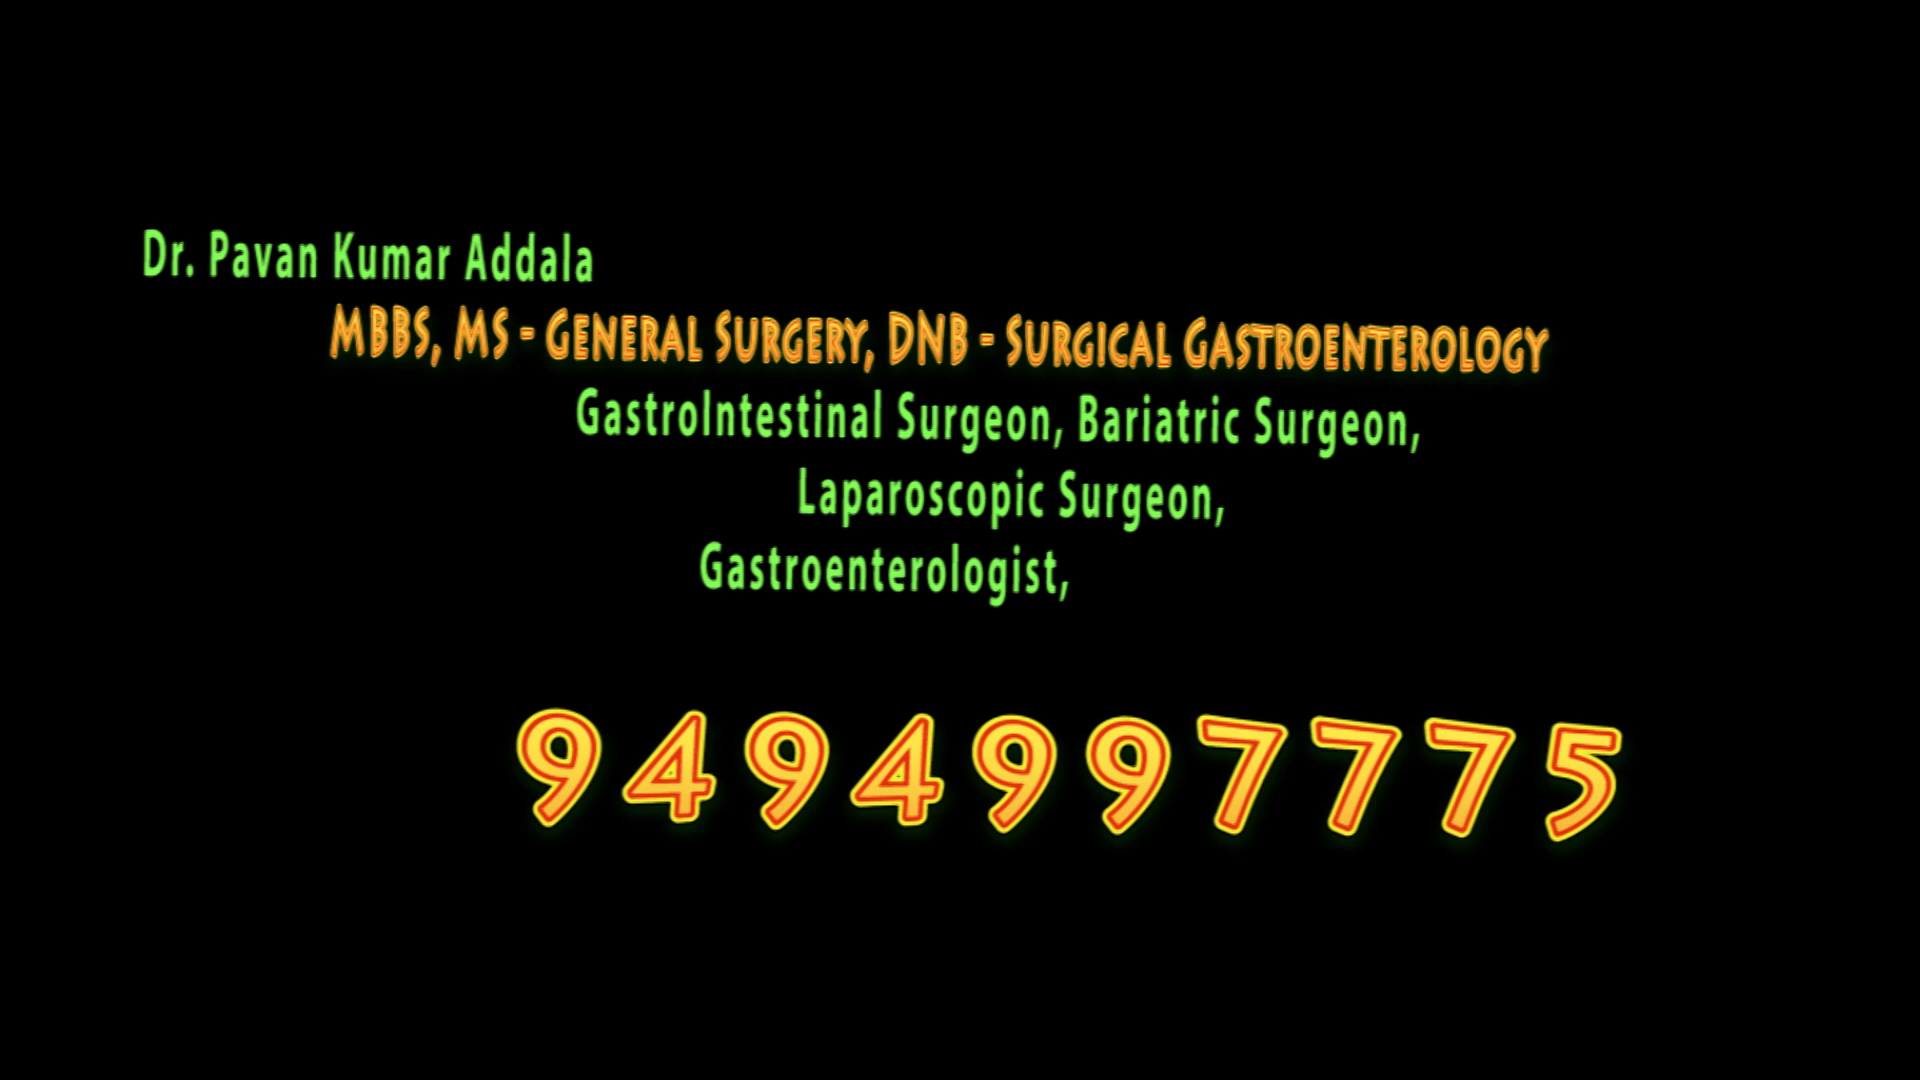 Dr. Pavan Kumar Addala
MBBS, MS - General Surgery, DNB - Surgical Gastroenterology
GastroIntestinal Surgeon, Bariatric Surgeon,
Laparoscopic Surgeon,
Gastroenterologist,
9494997775